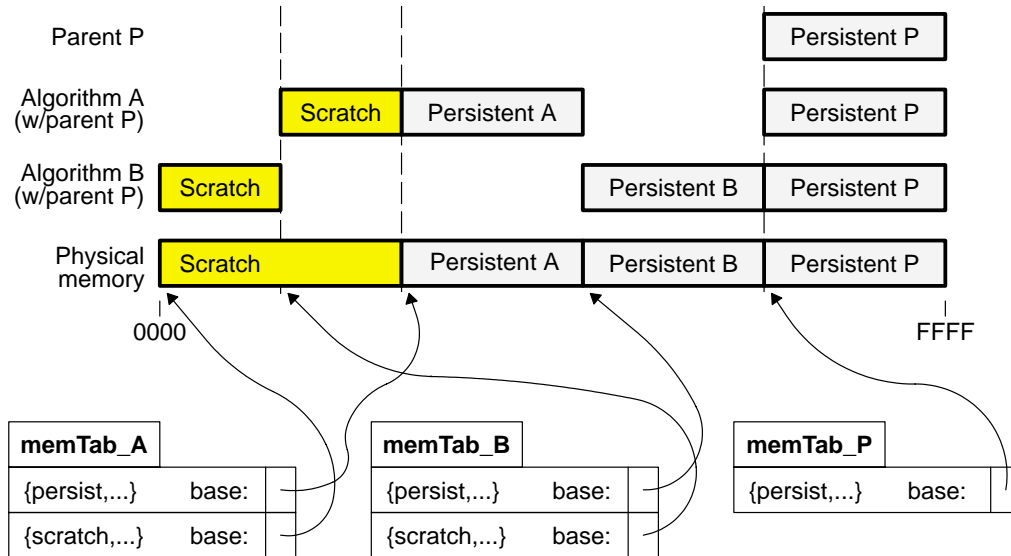 Parent P
Persistent P
Algorithm A
(w/parent P)
Scratch
Persistent A
Persistent P
Algorithm B
(w/parent P)
Scratch
Persistent B
Persistent P
Physical
memory
Scratch
Persistent A
Persistent B
Persistent P
0000
FFFF
memTab_A
{persist,...} base:
{scratch,...} base:
memTab_B
{persist,...} base:
{scratch,...} base:
memTab_P
{persist,...} base: